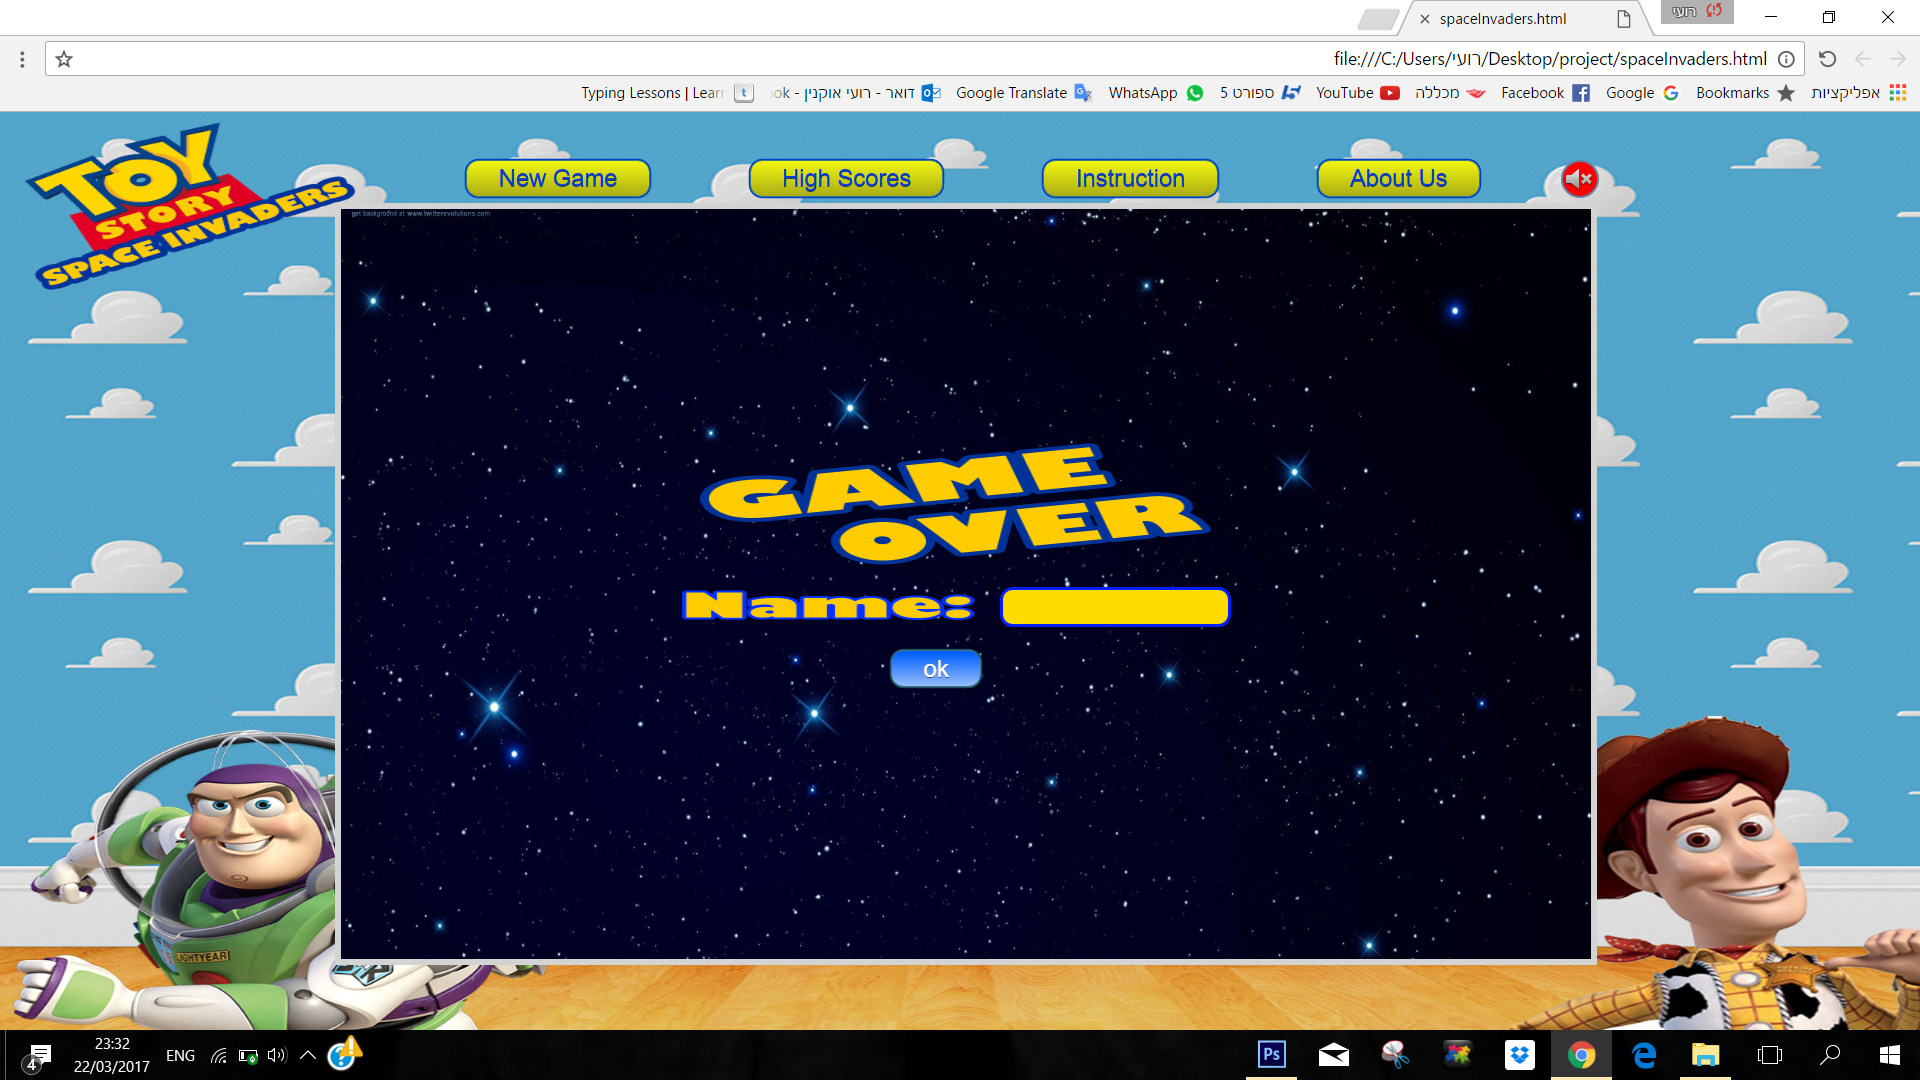 spaceInvaders.html
רועי
file:///C:/Users/רועי/Desktop/project/spaceInvaders.html
אפליקציות
Bookmarks
Google
Facebook
מכללה
YouTube
ספורט 5
WhatsApp
Google Translate
דואר - רועי אוקנין - ok
Typing Lessons | Lear
TOY
STORY
SPACE INVADERS
New Game
High Scores
Instruction
About Us
get background at www.twitterevolutions.com
GAME
OVER
Name:
ok
LIGHTYEAR
4
23:32
22/03/2017
ENG
Ps